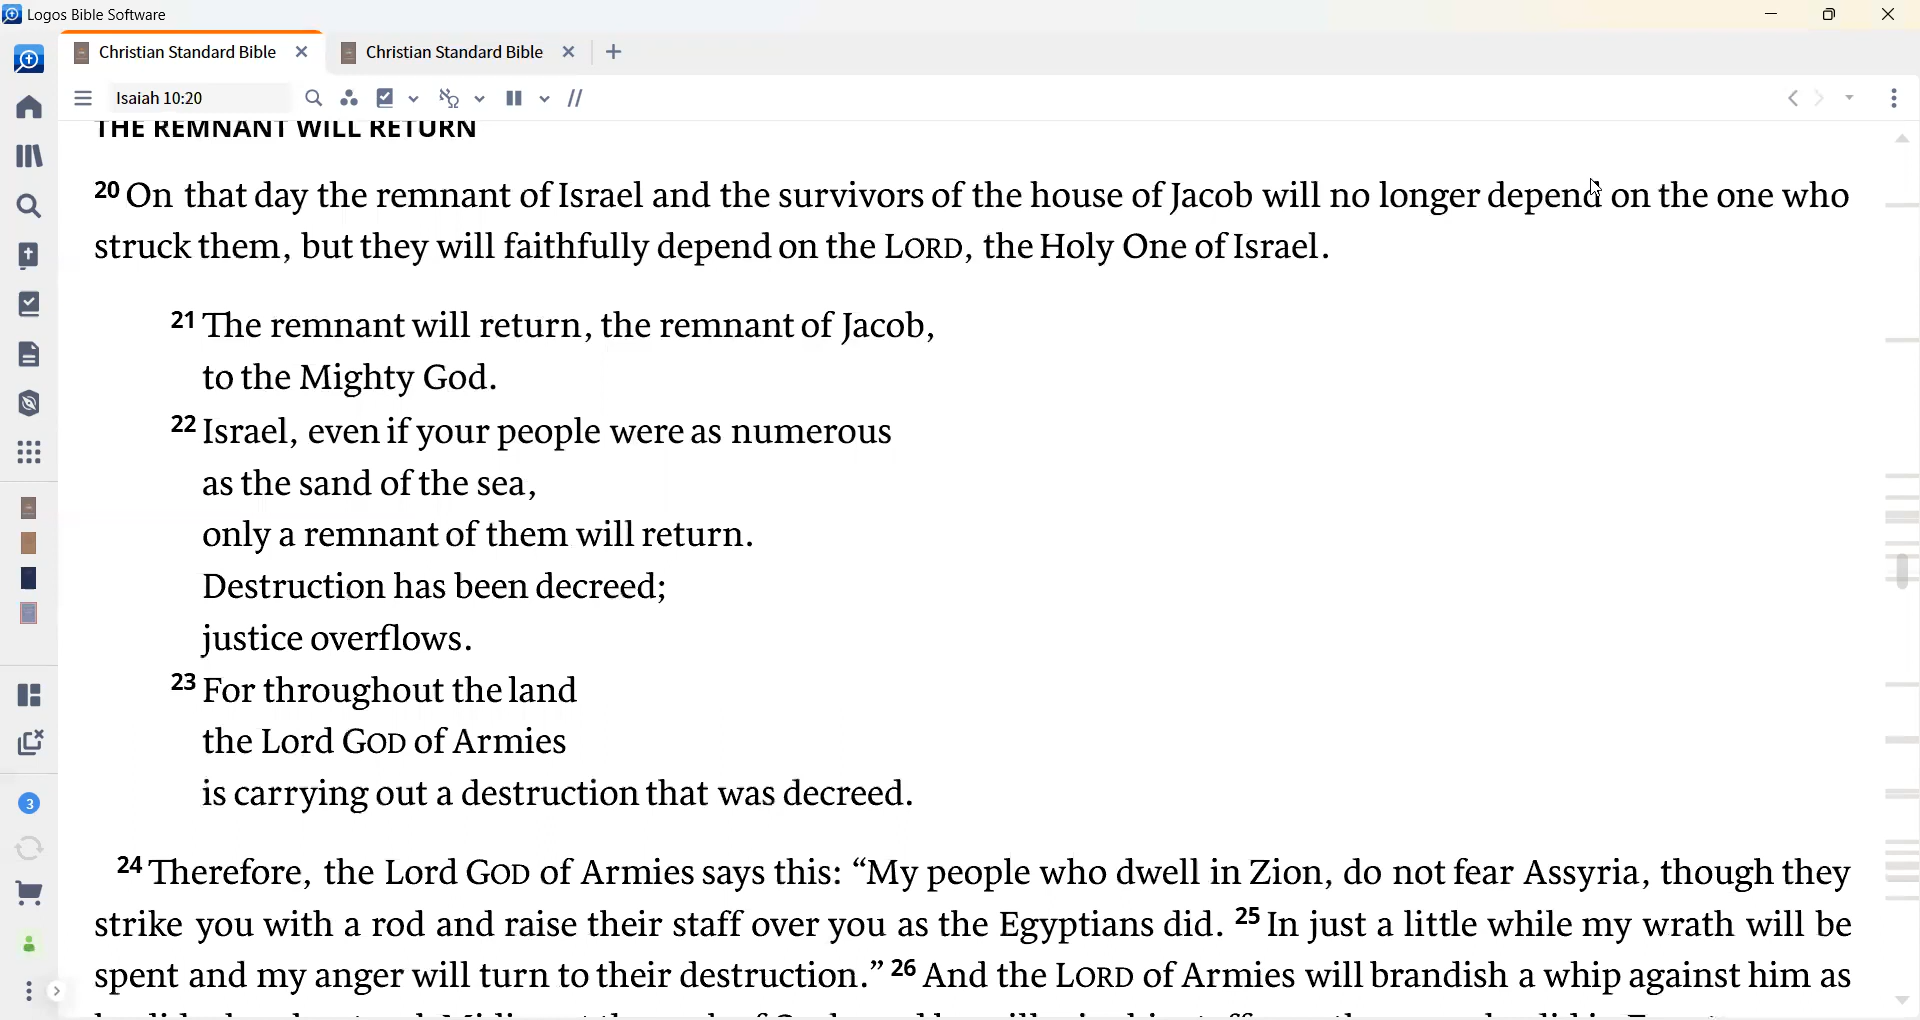 Logos Bible Software
Christian Standard Bible
Christian Standard Bible
Isaiah 10:20
THE REMNANT WILL RETURN
20 On that day the remnant of Israel and the survivors of the house of Jacob will no longer depend on the one who
struck them, but they will faithfully depend on the LORD, the Holy One of Israel.
21 The remnant will return, the remnant of Jacob,
to the Mighty God.
22 Israel, even if your people were as numerous
as the sand of the sea,
only a remnant of them will return.
Destruction has been decreed;
justice overflows.
23 For throughout the land
the Lord GOD of Armies
is carrying out a destruction that was decreed.
24 Therefore, the Lord GOD of Armies says this: “My people who dwell in Zion, do not fear Assyria, though they
strike you with a rod and raise their staff over you as the Egyptians did. 25 In just a little while my wrath will be
spent and my anger will turn to their destruction.” 26 And the LORD of Armies will brandish a whip against him as
3